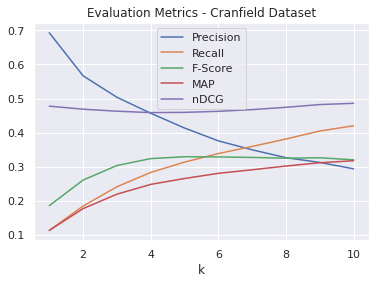 Evaluation Metrics - Cranfield Dataset
0.7
0.6
0.5
0.4
0.3
0.2
0.1
Precision
Recall
F-Score
MAP
nDCG
2 4 6 8 10
k